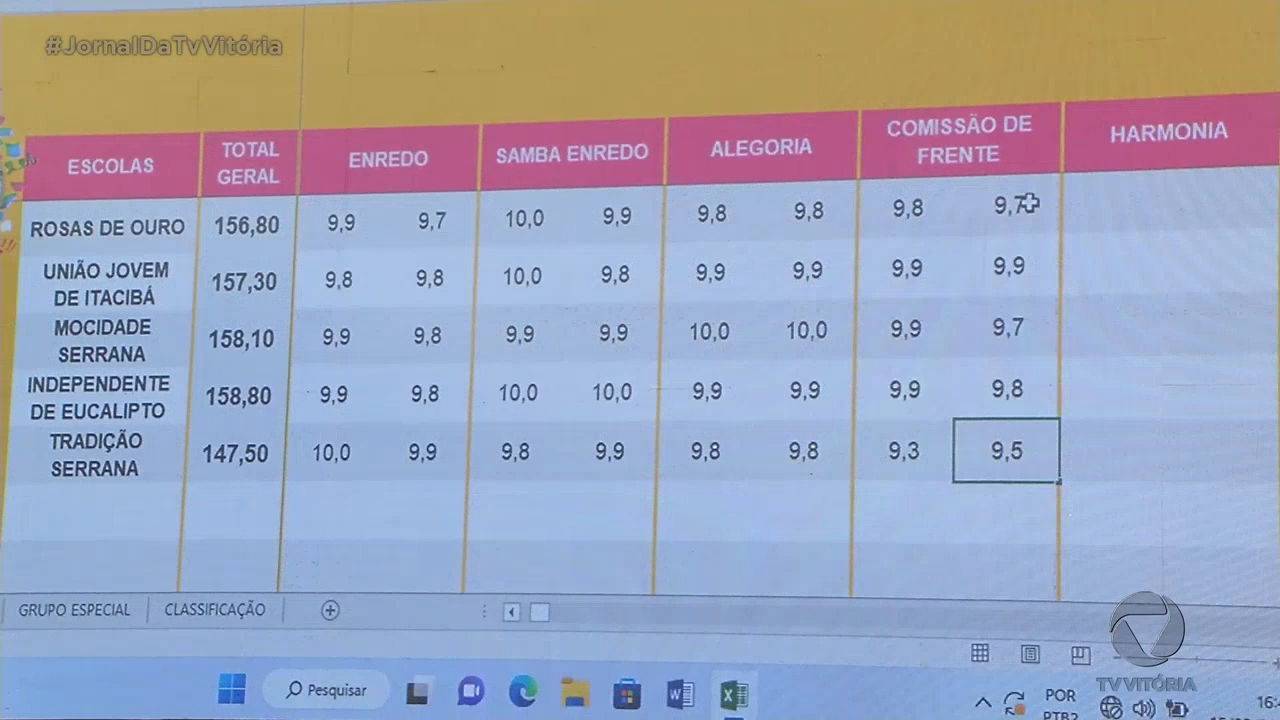 #JornalDaTvVitória
ESCOLAS
TOTAL
GERAL
ENREDO
SAMBA ENREDO
ALEGORIA
COMISSÃO DE
FRENTE
HARMONIA
ROSAS DE OURO 156,80 9,9 9,7 10,0 9,9 9,8 9,8 9,8 9,7
UNIÃO JOVEM
DE ITACIBÁ
157,30 9,8 9,8 10,0 9,8 9,9 9,9 9,9 9,9
MOCIDADE
SERRANA
158,10 9,9 9,8 9,9 9,9 10,0 10,0 9,9 9,7
INDEPENDENTE
DE EUCALIPTO
158,80 9,9 9,8 10,0 10,0 9,9 9,9 9,9 9,8
TRADIÇÃO
SERRANA
147,50 10,0 9,9 9,8 9,9 9,8 9,8 9,3 9,5
GRUPO ESPECIAL CLASSIFICAÇÃO
Pesquisar
POR
PTB2
TV VITÓRIA